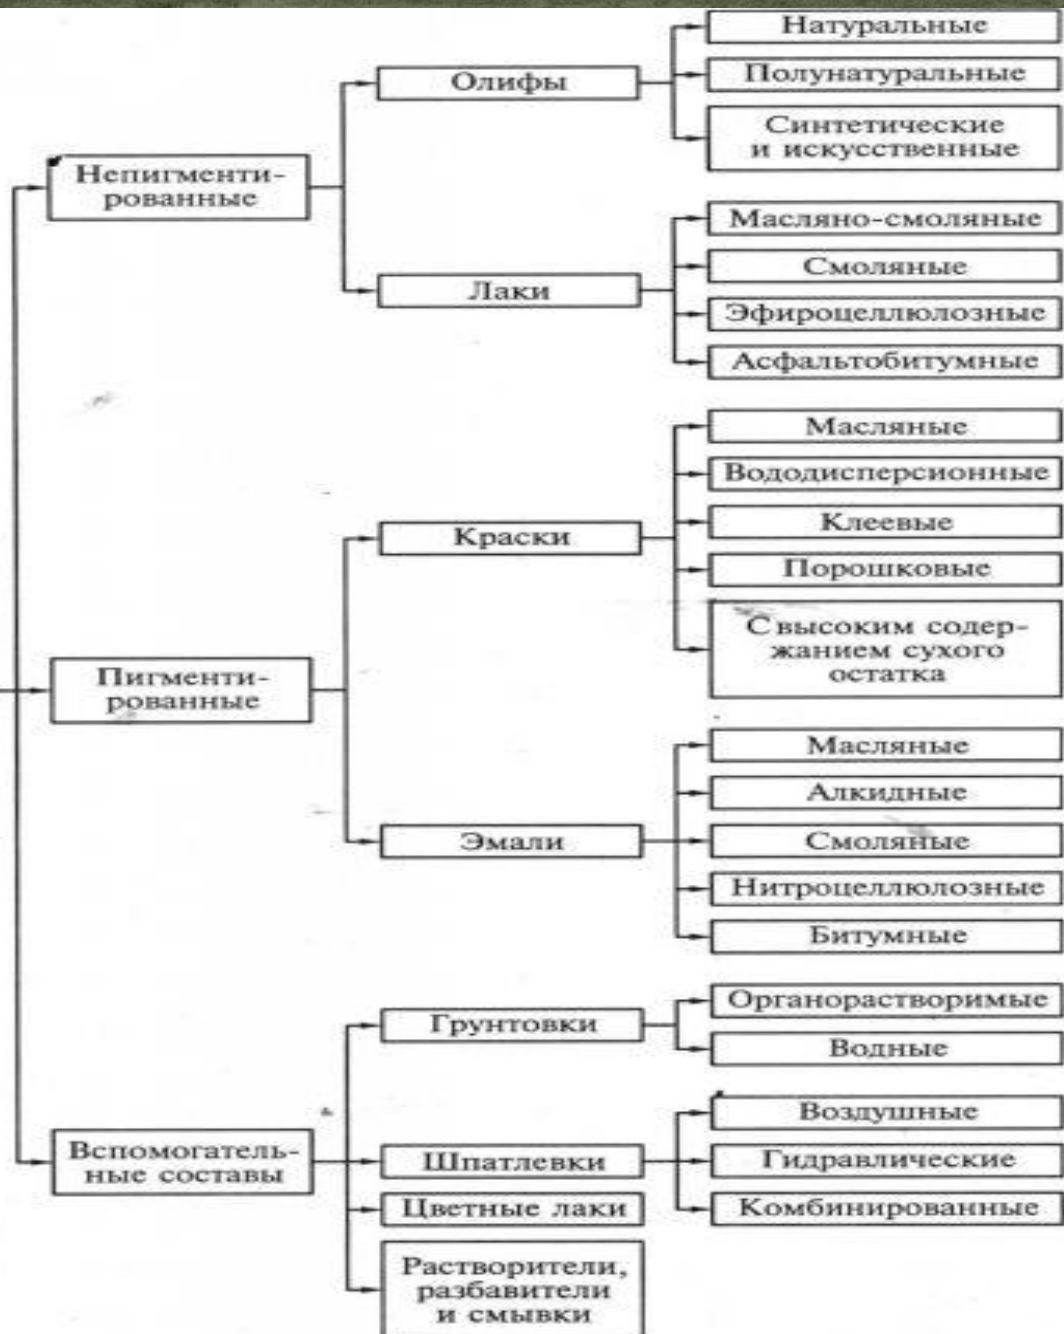 Непигменти-
рованные
Олифы
Натуральные
Полунатуральные
Синтетические
и искусственные
Лаки
Масляно-смоляные
Смоляные
Эфироцеллюлозные
Асфальтобитумные
Пигменти-
рованные
Краски
Масляные
Вододисперсионные
Клеевые
Порошковые
С высоким содер-
жанием сухого
остатка
Эмали
Масляные
Алкидные
Смоляные
Нитроцеллюлозные
Битумные
Вспомогатель-
ные составы
Грунтовки
Органорастворимые
Водные
Шпатлевки
Воздушные
Гидравлические
Комбинированные
Цветные лаки
Растворители,
разбавители
и смывки